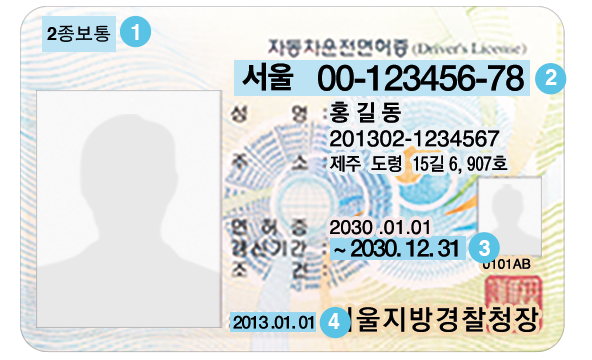 2종보통 1
자동차운전면허증 (Driver's License)
서울 00-123456-78 2
성 명 : 홍 길 동
201302-1234567
주 소 : 제주 도령 15길 6, 907호
면 허 증 2030 .01.01
갱신기간 : ~ 2030. 12. 31 3
조 건 :
0101AB
2013.01.01 4 울지방경찰청장